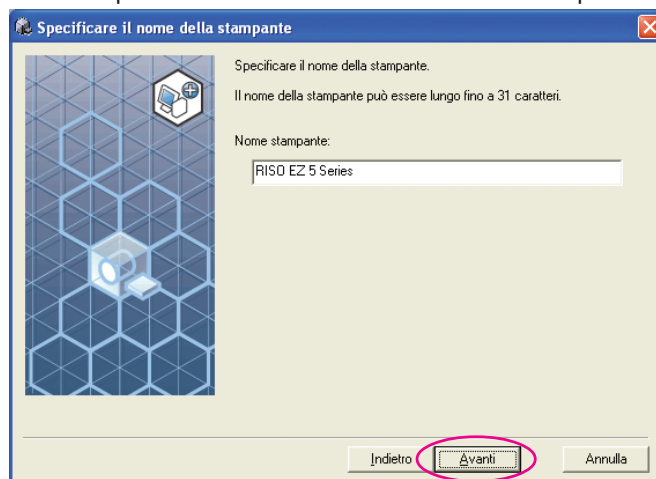 Specificare il nome della stampante
Specificare il nome della stampante.
Il nome della stampante può essere lungo fino a 31 caratteri.
Nome stampante:
RISO EZ 5 Series
Indietro Avanti Annulla